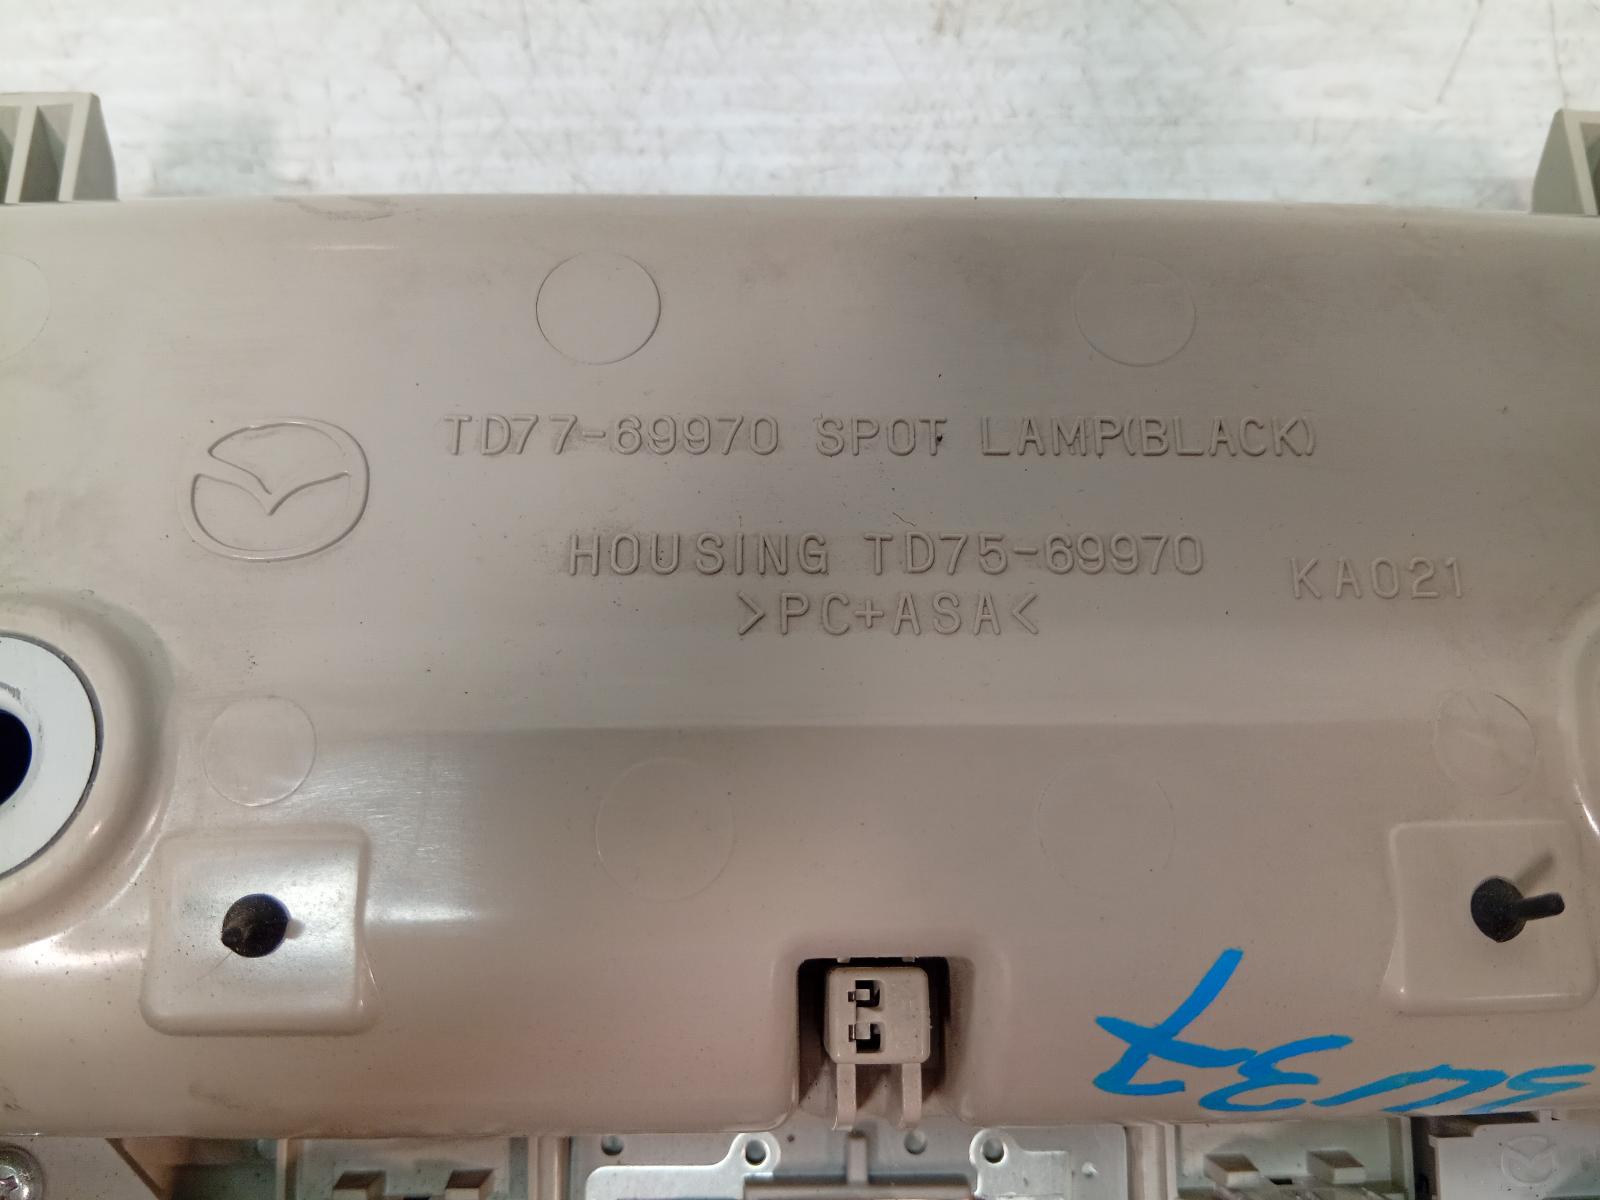 TD77-69970 SPOT LAMP(BLACK)
HOUSING TD75-69970
KA021
>PC+ASA<